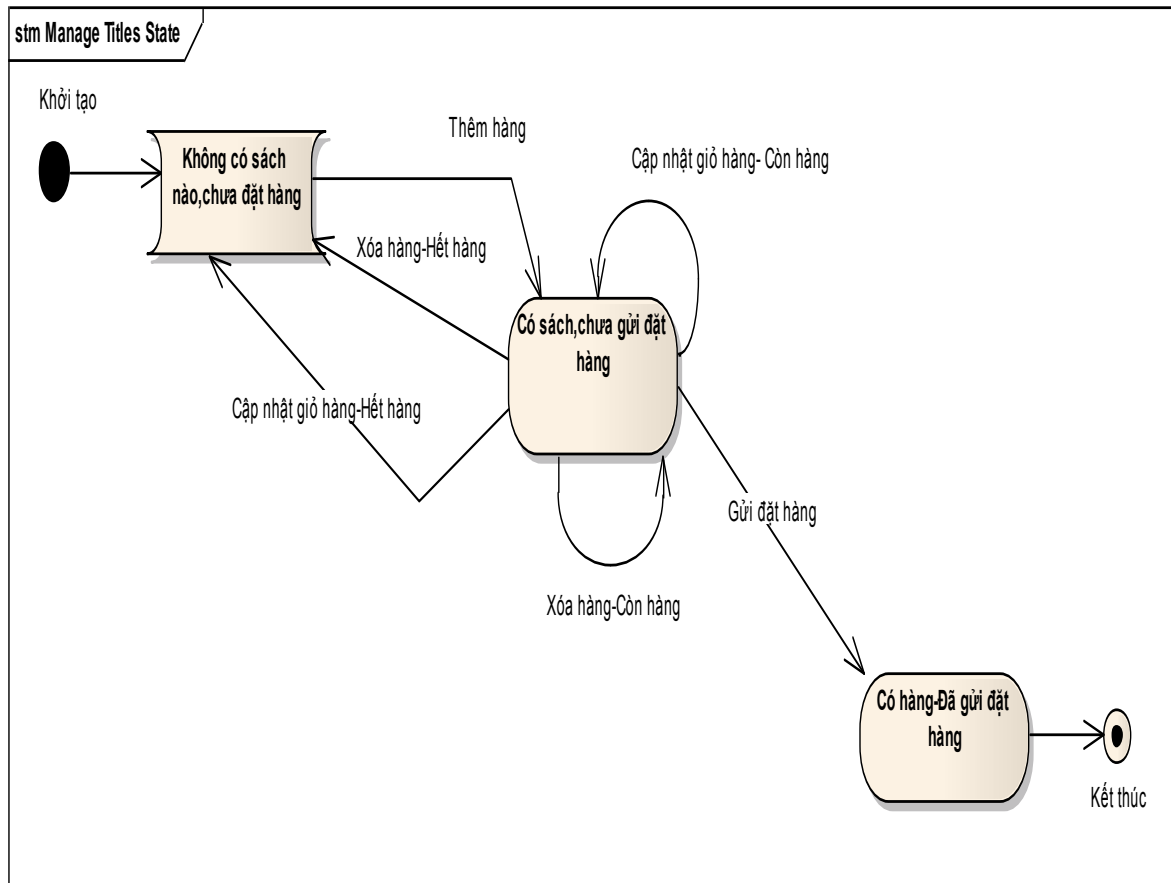 stm Manage Titles State
Khởi tạo
Thêm hàng
Không có sách
nào,chưa đặt hàng
Cập nhật giỏ hàng- Còn hàng
Xóa hàng-Hết hàng
Có sách,chưa gửi đặt
hàng
Cập nhật giỏ hàng-Hết hàng
Gửi đặt hàng
Xóa hàng-Còn hàng
Có hàng-Đã gửi đặt
hàng
Kết thúc